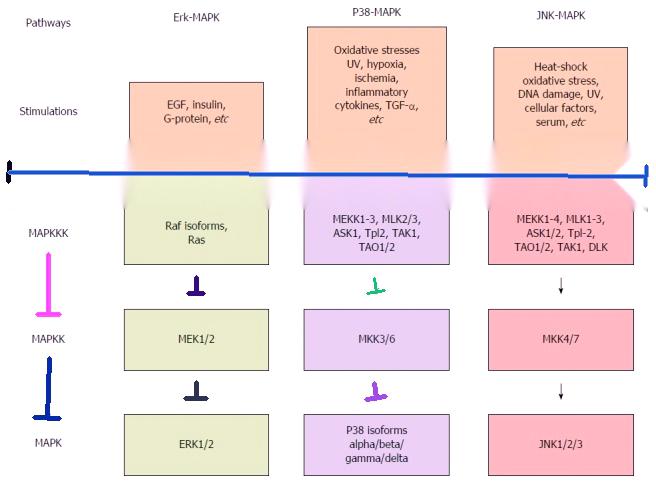 Pathways
Erk-MAPK
P38-MAPK
JNK-MAPK
Stimulations
EGF, insulin,
G-protein, etc
Oxidative stresses
UV, hypoxia,
ischemia,
inflammatory
cytokines, TGF-α,
etc
Heat-shock
oxidative stress,
DNA damage, UV,
cellular factors,
serum, etc
MAPKKK
Raf isoforms,
Ras
MEKK1-3, MLK2/3,
ASK1, Tpl2, TAK1,
TAO1/2
MEKK1-4, MLK1-3,
ASK1/2, Tpl-2,
TAO1/2, TAK1, DLK
MAPKK
MEK1/2
MKK3/6
MKK4/7
MAPK
ERK1/2
P38 isoforms
alpha/beta/
gamma/delta
JNK1/2/3